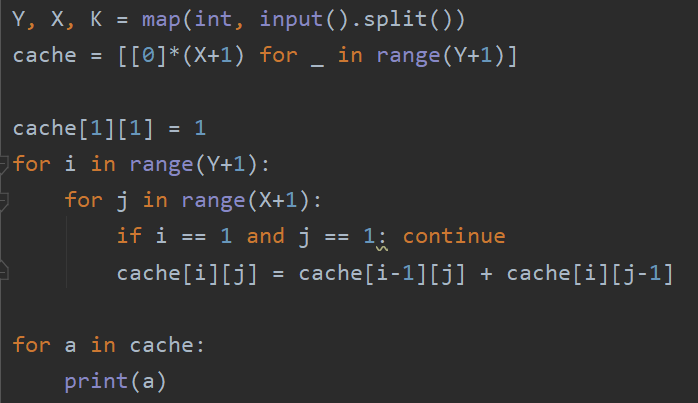 Y, X, K = map(int, input().split())
cache = [[0]*(X+1) for _ in range(Y+1)]
cache[1][1] = 1
for i in range(Y+1):
    for j in range(X+1):
        if i == 1 and j == 1: continue
        cache[i][j] = cache[i-1][j] + cache[i][j-1]
for a in cache:
    print(a)